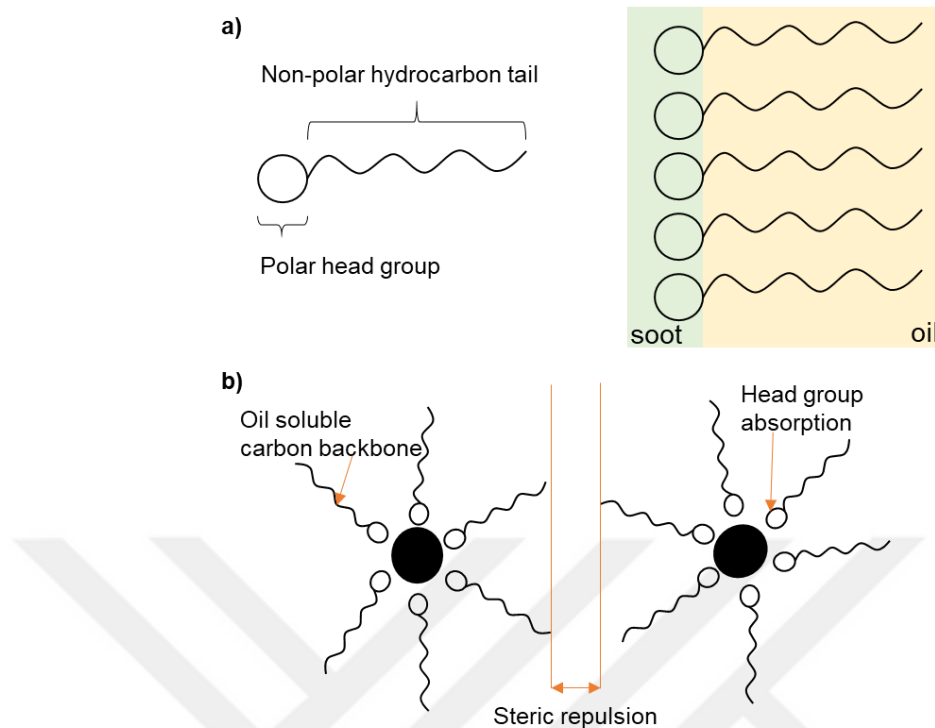 a)
Non-polar hydrocarbon tail
Polar head group
soot
oil
b)
Oil soluble
carbon backbone
Head group
absorption
Steric repulsion